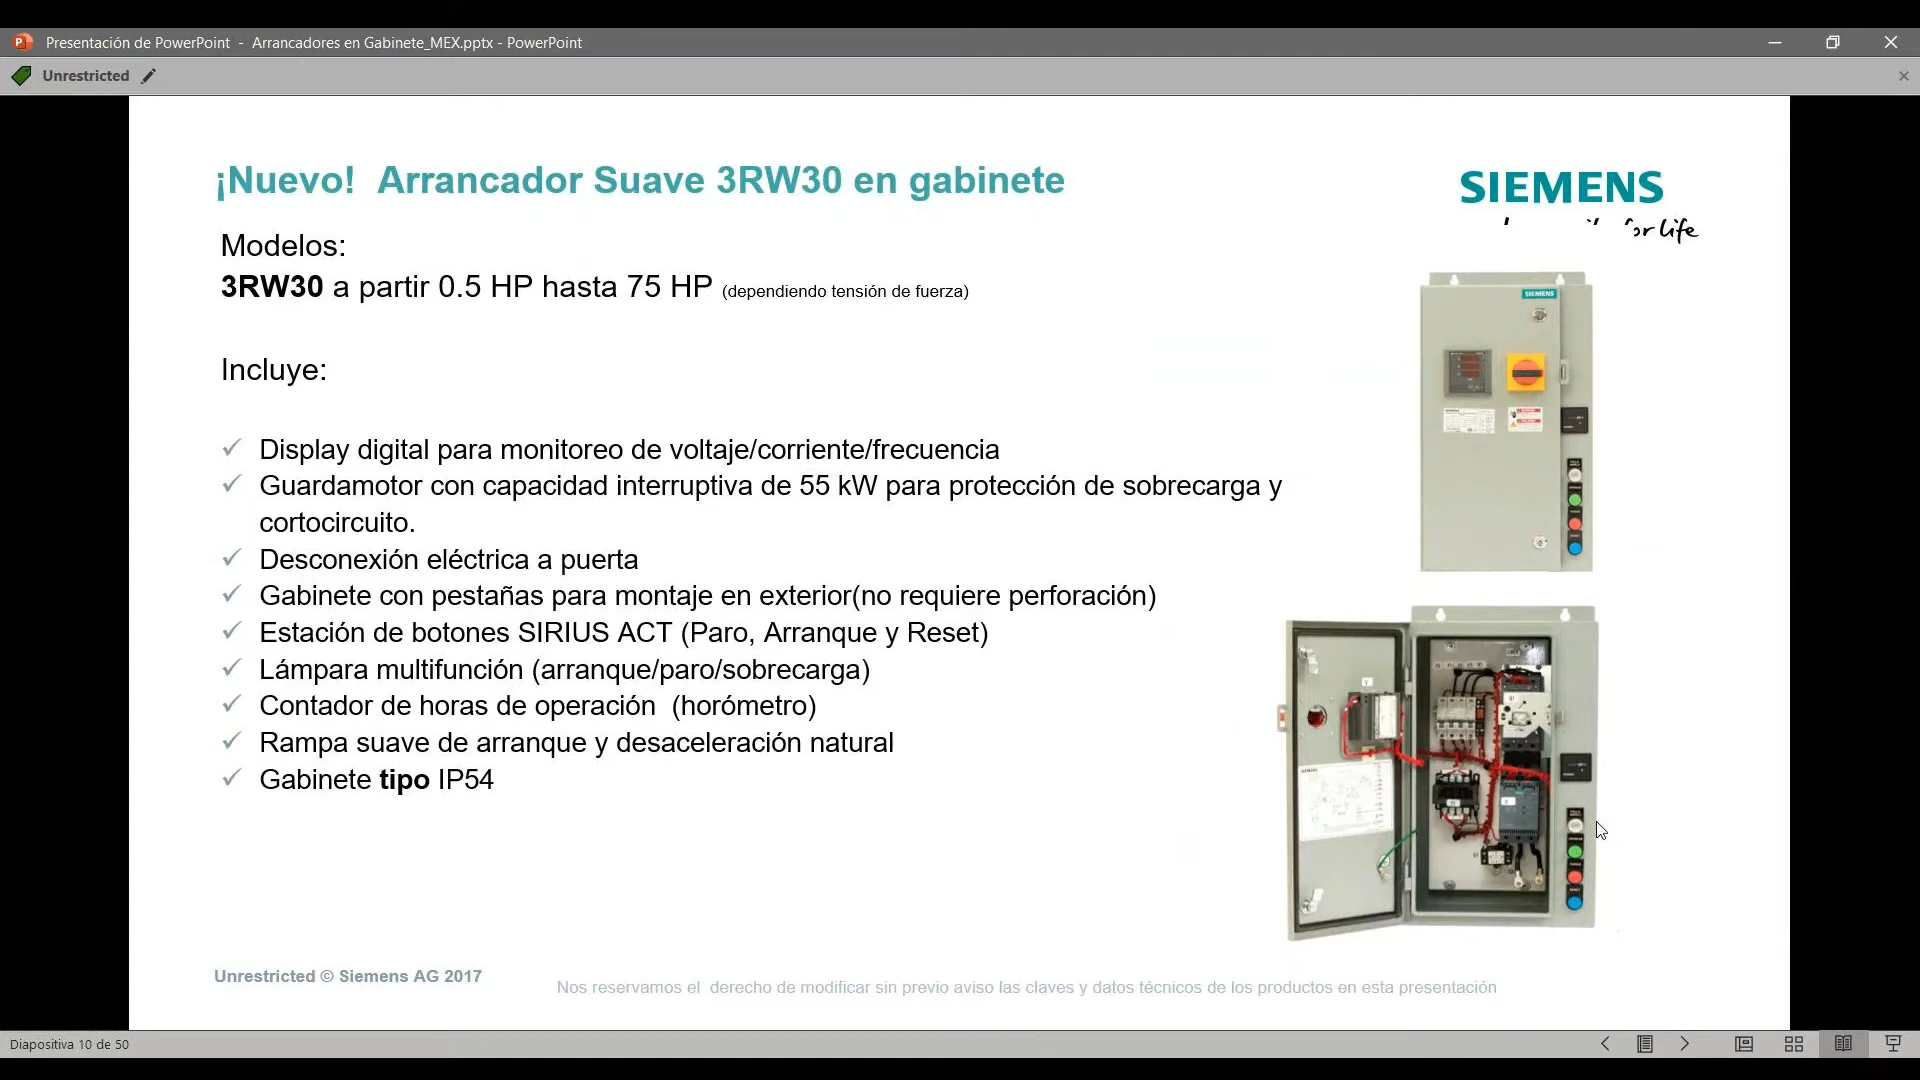 Presentación de PowerPoint - Arrancadores en Gabinete_MEX.pptx - PowerPoint
Unrestricted
¡Nuevo! Arrancador Suave 3RW30 en gabinete
SIEMENS
for life
Modelos:
3RW30 a partir 0.5 HP hasta 75 HP (dependiendo tensión de fuerza)
SIEMENS
Incluye:
Display digital para monitoreo de voltaje/corriente/frecuencia
Guardamotor con capacidad interruptiva de 55 kW para protección de sobrecarga y
cortocircuito.
Desconexión eléctrica a puerta
Gabinete con pestañas para montaje en exterior(no requiere perforación)
Estación de botones SIRIUS ACT (Paro, Arranque y Reset)
Lámpara multifunción (arranque/paro/sobrecarga)
Contador de horas de operación (horómetro)
Rampa suave de arranque y desaceleración natural
Gabinete tipo IP54
Unrestricted © Siemens AG 2017
Nos reservamos el derecho de modificar sin previo aviso las claves y datos técnicos de los productos en esta presentación
Diapositiva 10 de 50